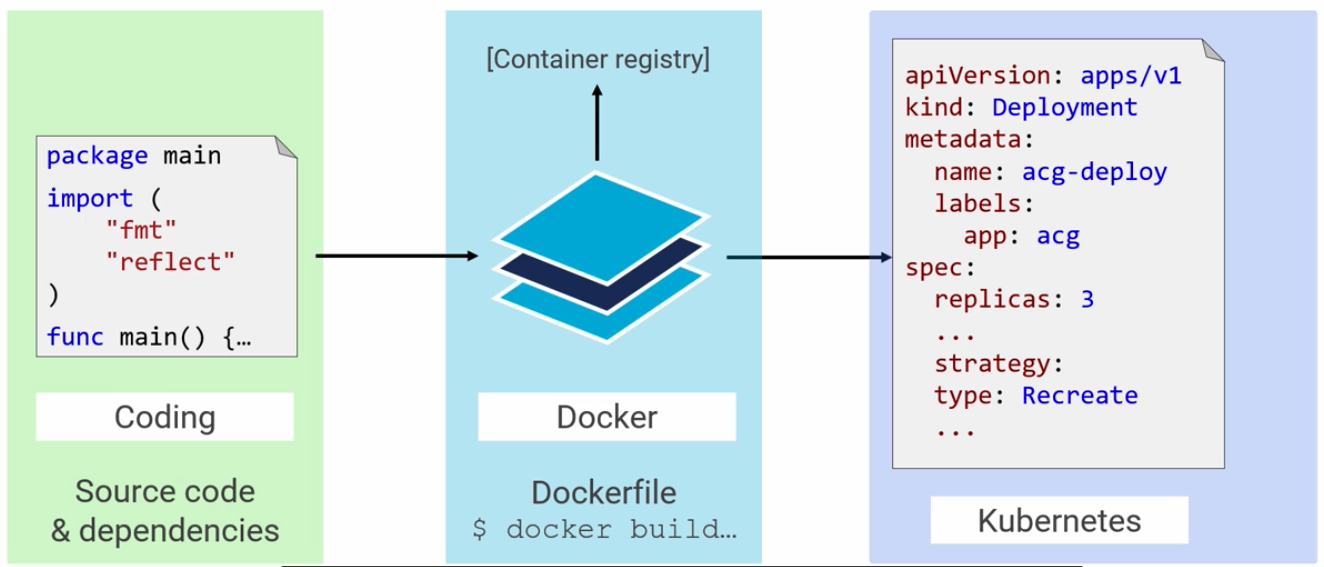 package main
import (
"fmt"
"reflect"
)
func main() {…
Coding
Source code
& dependencies
[Container registry]
Docker
Dockerfile
$ docker build…
apiVersion: apps/v1
kind: Deployment
metadata:
name: acg-deploy
labels:
app: acg
spec:
replicas: 3
...
strategy:
type: Recreate
...
Kubernetes